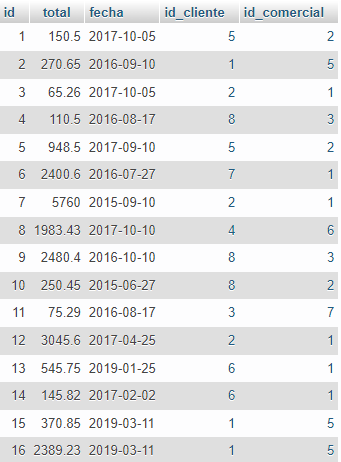 id total fecha id_cliente id_comercial
1 150.5 2017-10-05 5 2
2 270.65 2016-09-10 1 5
3 65.26 2017-10-05 2 1
4 110.5 2016-08-17 8 3
5 948.5 2017-09-10 5 2
6 2400.6 2016-07-27 7 1
7 5760 2015-09-10 2 1
8 1983.43 2017-10-10 4 6
9 2480.4 2016-10-10 8 3
10 250.45 2015-06-27 8 2
11 75.29 2016-08-17 3 7
12 3045.6 2017-04-25 2 1
13 545.75 2019-01-25 6 1
14 145.82 2017-02-02 6 1
15 370.85 2019-03-11 1 5
16 2389.23 2019-03-11 1 5